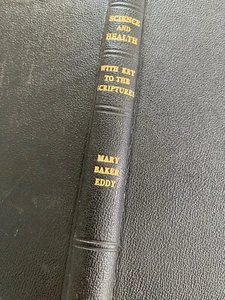 SCIENCE
AND
HEALTH
WITH KEY
TO THE
SCRIPTURES
MARY
BAKER
EDDY